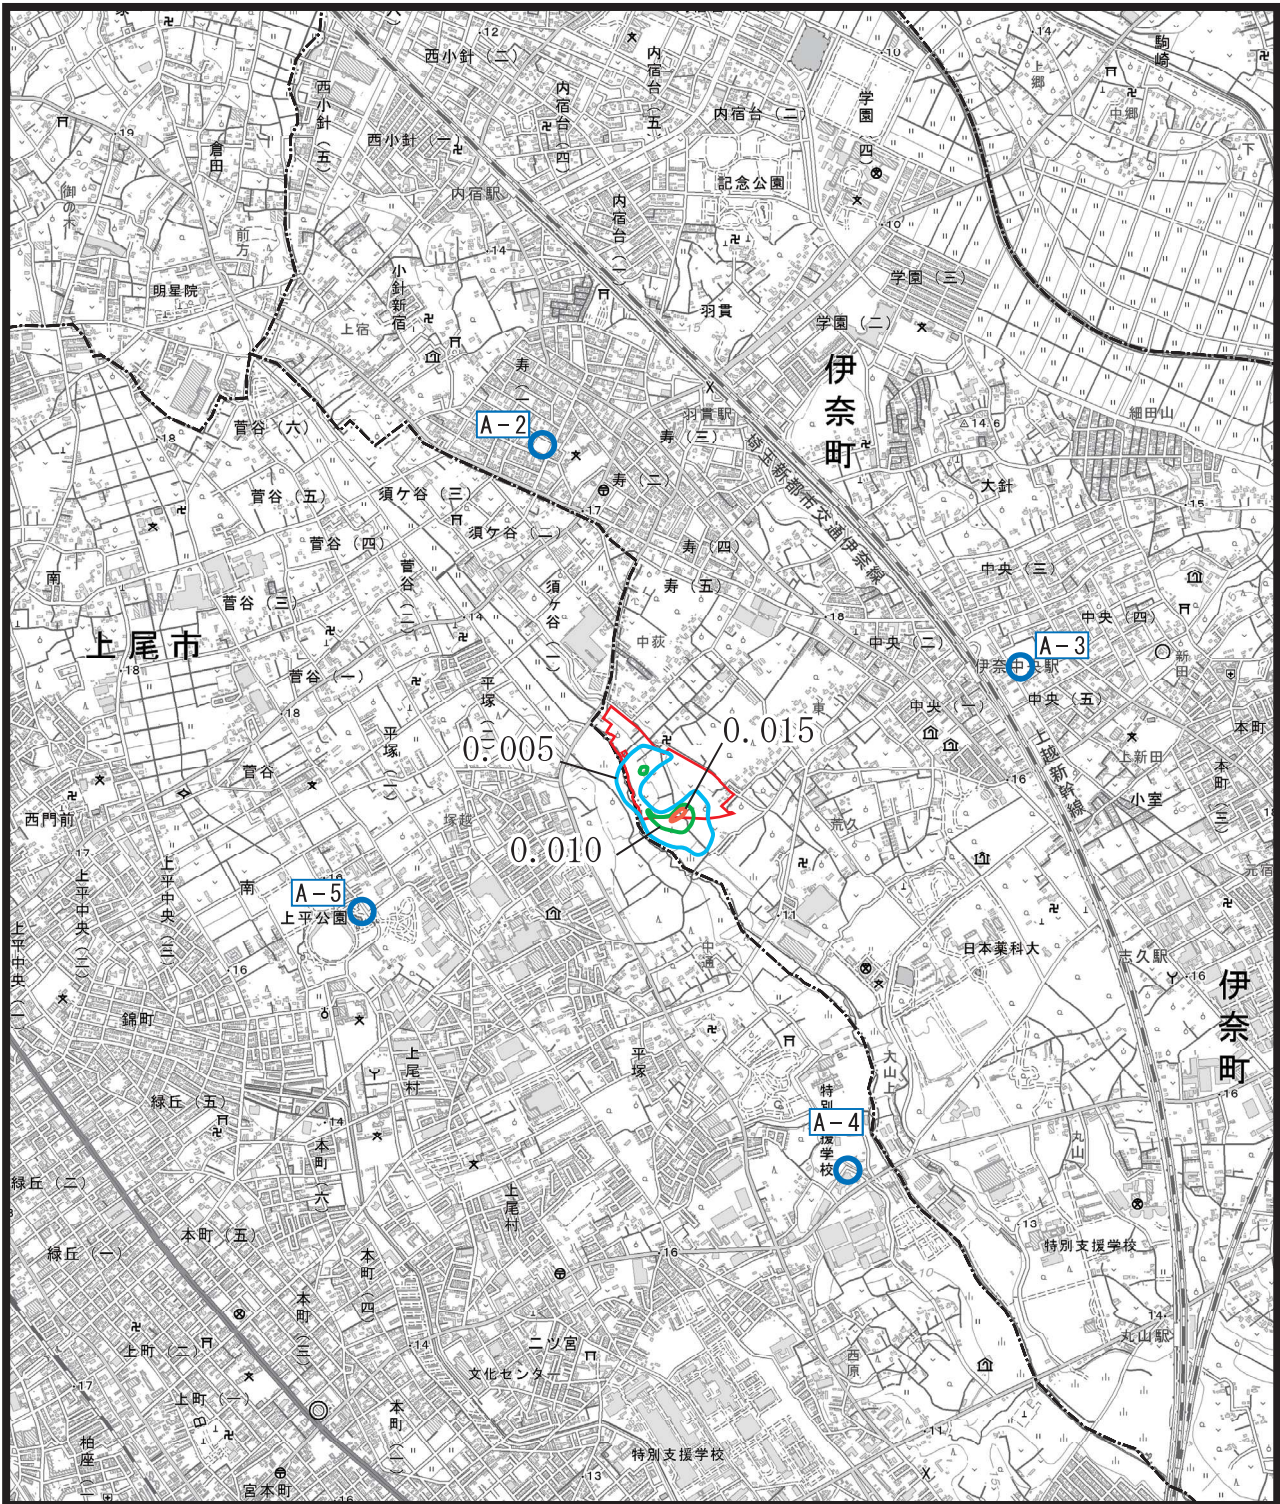 西小針（二）
内宿台（五）
学園（四）
駒崎
上郷
中郷
下
西小針（五）
内宿台（四）
内宿台（二）
西小針（一）
倉田
記念公園
御の木
内宿駅
内宿台（一）
前方
小針新宿
学園（三）
明星院
羽貫
上宿
学園（二）
寿（一）
伊奈町
羽貫駅
細田山
14.6
A-2
菅谷（六）
寿（三）
埼玉新都市交通伊奈線
大針
菅谷（五）
須ケ谷（三）
寿（二）
菅谷（四）
須ケ谷（二）
寿（四）
中央（三）
南
菅谷（三）
菅谷（二）
須ケ谷（一）
寿（五）
中央（四）
上尾市
中荻
中央（二）
A-3
伊奈中央駅
新田
菅谷（一）
平塚（二）
東
中央（一）
中央（五）
本町
0.005
0.015
平塚（一）
上越新幹線
上新田
本町（三）
菅谷
小室
西門前
塚越
荒久
0.010
元宿
上平中央（二）
上平中央（三）
南
A-5
上平公園
上平中央（一）
中通
日本薬科大
志久駅
伊奈町
錦町
上尾村
平塚
大山上
緑丘（五）
特別
A-4
援学校
本町（六）
丸山
緑丘（二）
上尾村
本町（五）
緑丘（一）
特別支援学校
本町（四）
本町（三）
丸山駅
上町（二）
二ツ宮
文化センター
西原
上町（一）
本町（一）
柏座（二）
特別支援学校
宮本町